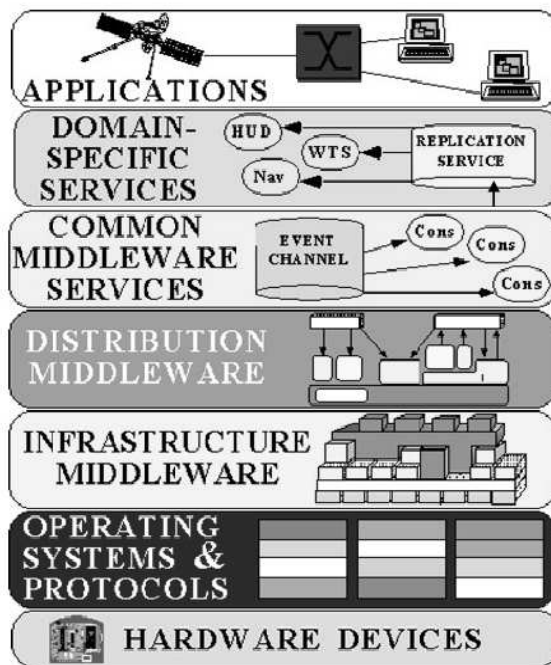 APPLICATIONS
DOMAIN-
SPECIFIC
SERVICES
HUD
WTS
Nav
REPLICATION
SERVICE
COMMON
MIDDLEWARE
SERVICES
EVENT
CHANNEL
Cons
Cons
Cons
DISTRIBUTION
MIDDLEWARE
INFRASTRUCTURE
MIDDLEWARE
OPERATING
SYSTEMS &
PROTOCOLS
HARDWARE DEVICES